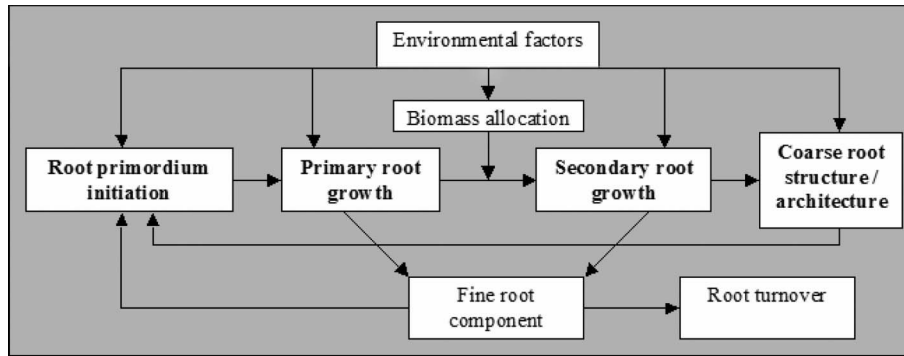 Environmental factors
Biomass allocation
Root primordium
initiation
Primary root
growth
Secondary root
growth
Coarse root
structure /
architecture
Fine root
component
Root turnover